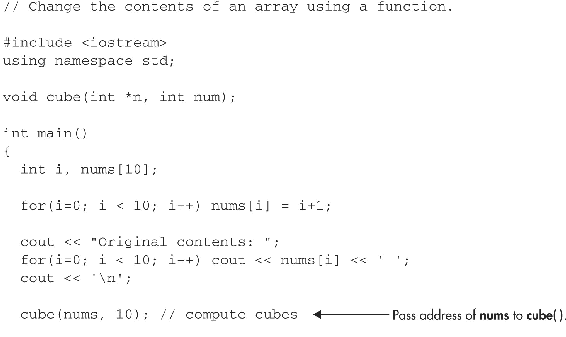 // Change the contents of an array using a function.
#include <iostream>
using namespace std;
void cube(int *n, int num);
int main()
{
int i, nums[10];
for(i=0; i < 10; i++) nums[i] = i+1;
cout << "Original contents: ";
for(i=0; i < 10; i++) cout << nums[i] << ' ';
cout << '\n';
cube(nums, 10); // compute cubes Pass address of nums to cube().